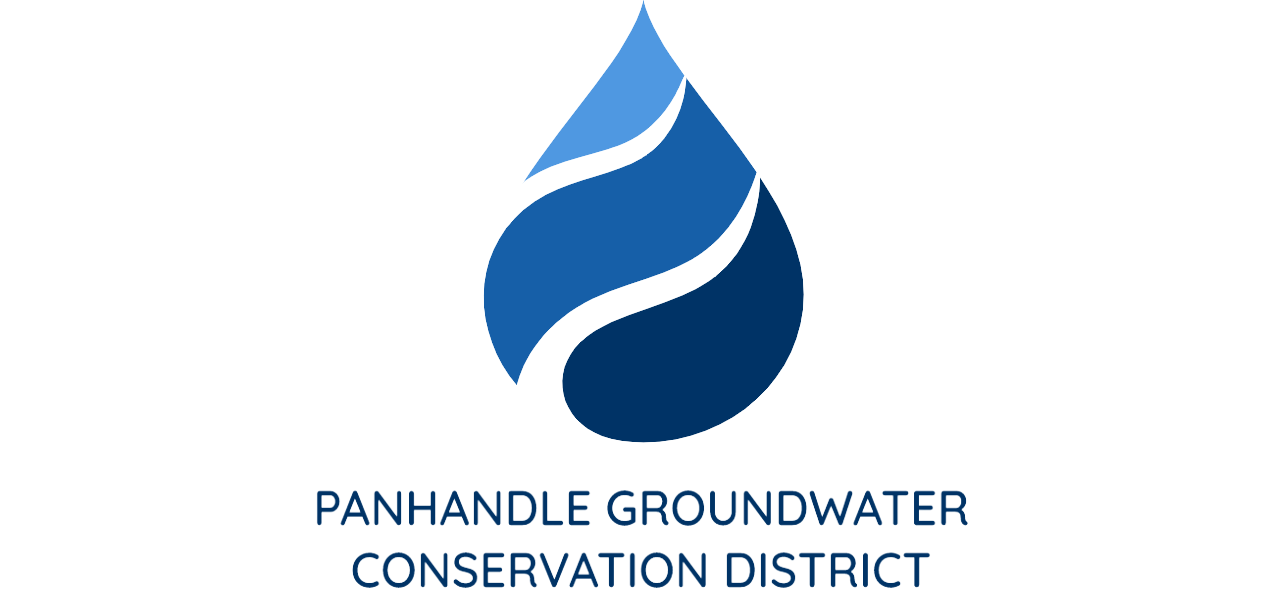 PANHANDLE GROUNDWATER
CONSERVATION DISTRICT